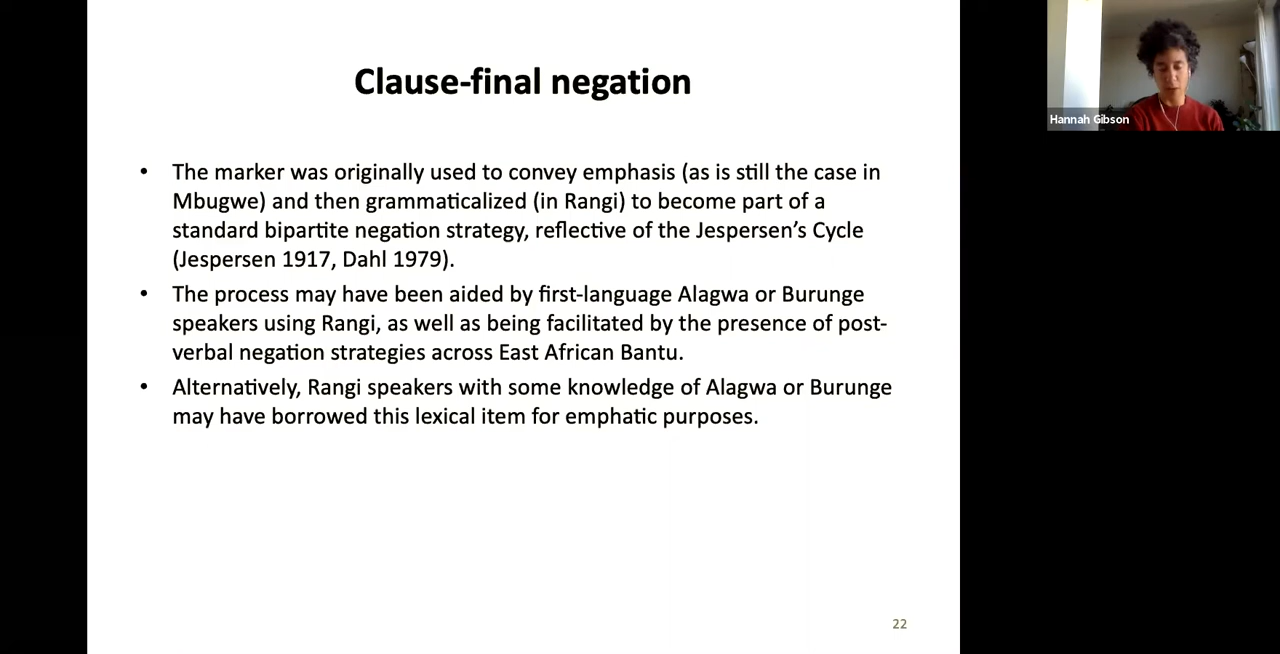 Clause-final negation
• The marker was originally used to convey emphasis (as is still the case in
Mbugwe) and then grammaticalized (in Rangi) to become part of a
standard bipartite negation strategy, reflective of the Jespersen’s Cycle
(Jespersen 1917, Dahl 1979).
• The process may have been aided by first-language Alagwa or Burunge
speakers using Rangi, as well as being facilitated by the presence of post-
verbal negation strategies across East African Bantu.
• Alternatively, Rangi speakers with some knowledge of Alagwa or Burunge
may have borrowed this lexical item for emphatic purposes.
22
Hannah Gibson